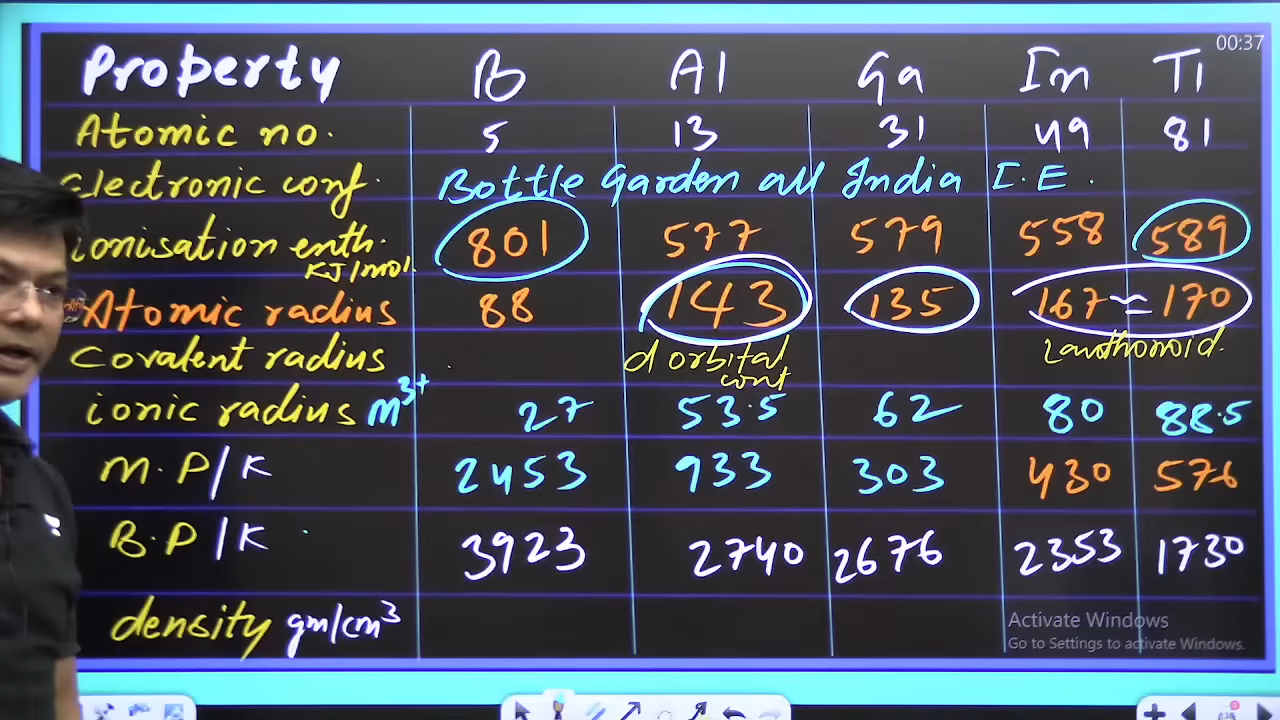 00:37
Property B Al Ga In Tl
Atomic no. 5 13 31 49 81
Electronic conf. Bottle Garden all India I.E.
ionisation enth. KJ/mol 801 577 579 558 589
Atomic radius 88 143 135 167 ≈ 170
Covalent radius d orbital cont
ionic radius M3+ 27 53.5 62 80 88.5
M.P/K 2453 933 303 430 576
B.P/K 3923 2740 2676 2353 1730
density gm/cm3
Activate Windows
Go to Settings to activate Windows.